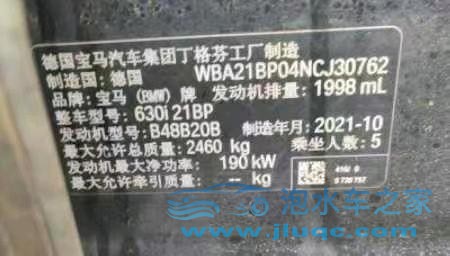 德国宝马汽车集团丁格芬工厂制造
制造国：德国 WBA21BP04NCJ30762
品牌：宝马 (BMW) 牌 发动机排量：1998 mL
整车型号：630i 21BP
发动机型号：B48B20B 制造年月：2021-10
最大允许总质量：2460 kg 乘坐人数：5
发动机最大净功率：190 kW
最大允许牵引质量：-- kg
泡水车之家
www.jluqc.com